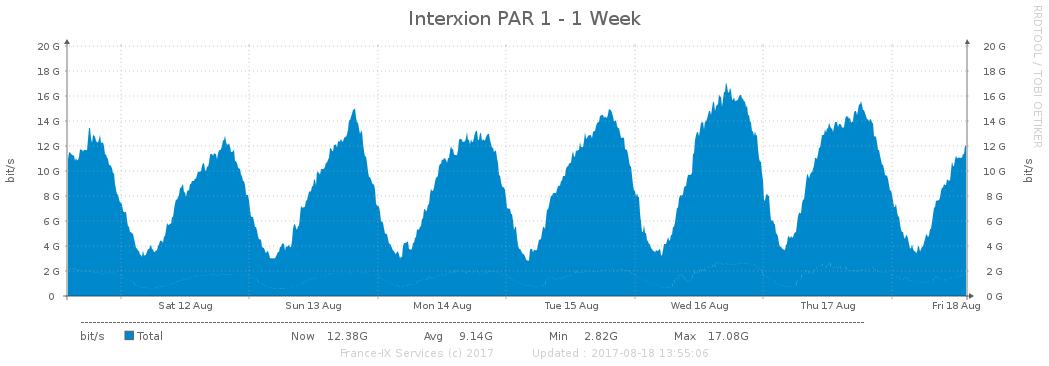 Interxion PAR 1 - 1 Week
RRDTOOL / TOBI OETIKER
20 G 20 G
18 G 18 G
16 G 16 G
14 G 14 G
12 G 12 G
10 G 10 G
8 G 8 G
6 G 6 G
4 G 4 G
2 G 2 G
0 0 G
bit/s bit/s
Sat 12 Aug Sun 13 Aug Mon 14 Aug Tue 15 Aug Wed 16 Aug Thu 17 Aug Fri 18 Aug
bit/s Total Now 12.38G Avg 9.14G Min 2.82G Max 17.08G
France-IX Services (c) 2017 Updated : 2017-08-18 13:55:06